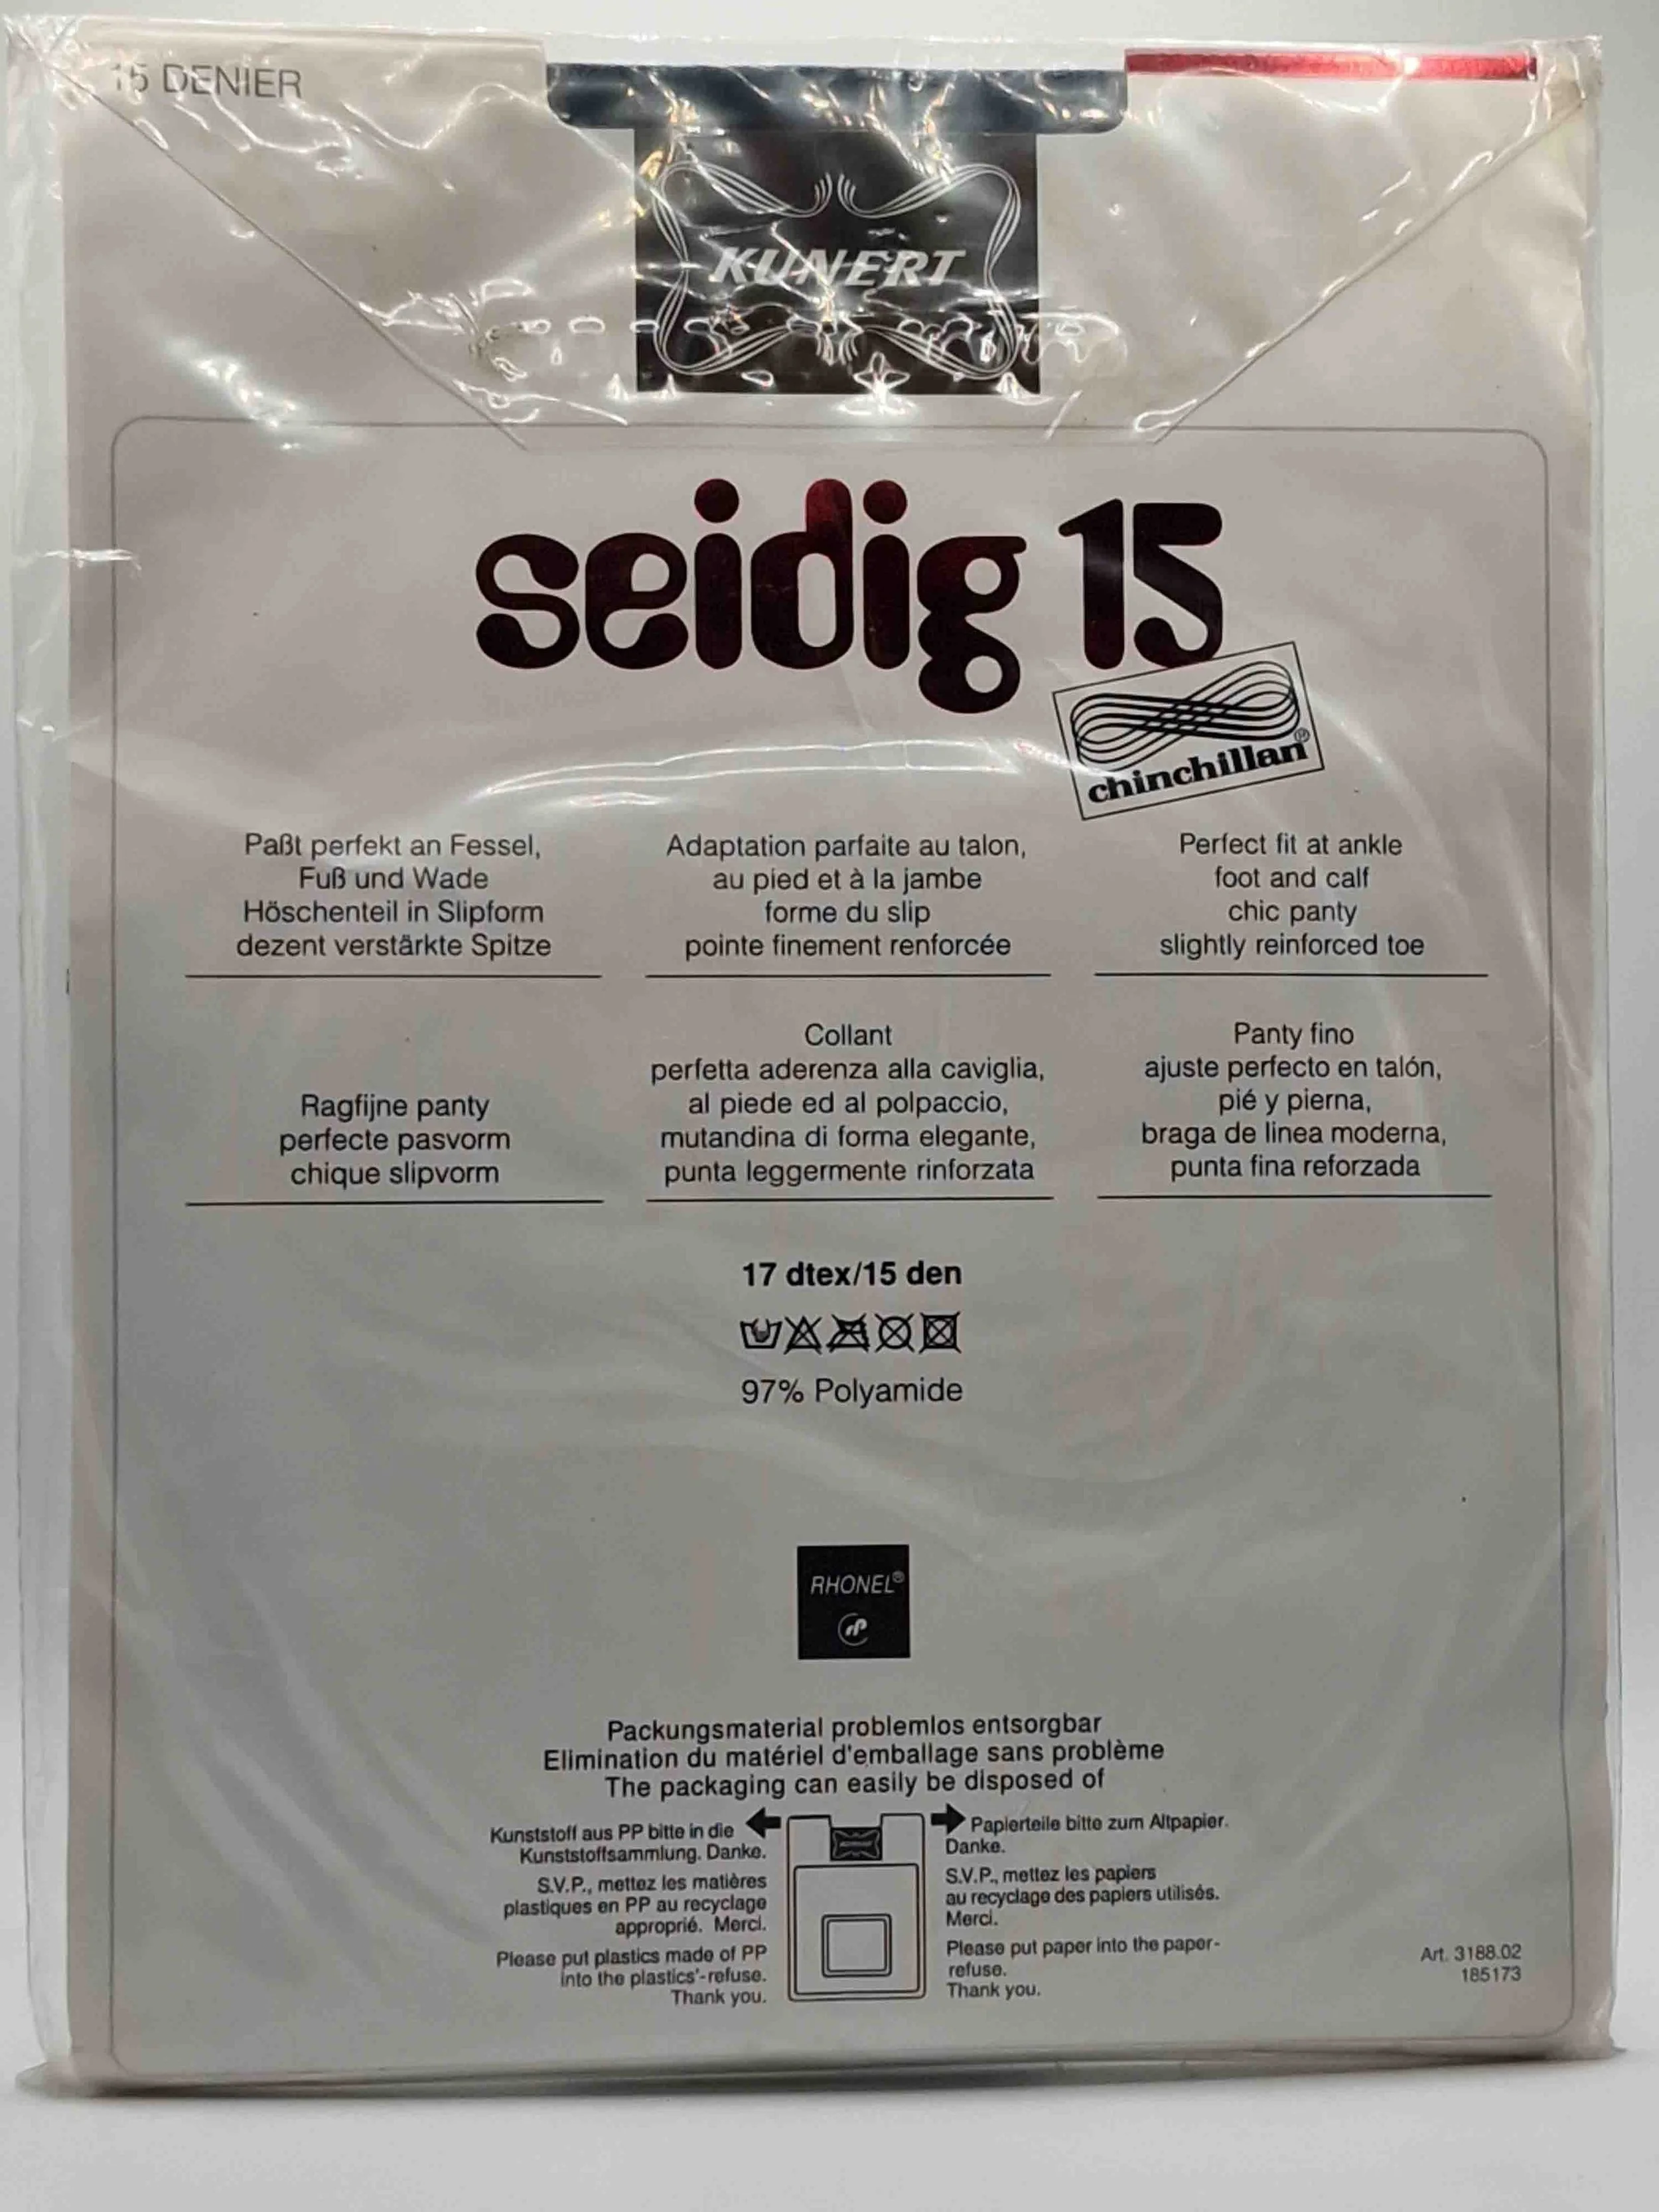 15 DENIER
KUNERT
seidig 15
chinchillan®
Paßt perfekt an Fessel,
Fuß und Wade
Höschenteil in Slipform
dezent verstärkte Spitze
Adaptation parfaite au talon,
au pied et à la jambe
forme du slip
pointe finement renforcée
Perfect fit at ankle
foot and calf
chic panty
slightly reinforced toe
Ragfijne panty
perfecte pasvorm
chique slipvorm
Collant
perfetta aderenza alla caviglia,
al piede ed al polpaccio,
mutandina di forma elegante,
punta leggermente rinforzata
Panty fino
ajuste perfecto en talón,
pié y pierna,
braga de linea moderna,
punta fina reforzada
17 dtex/15 den
97% Polyamide
RHONEL®
Packungsmaterial problemlos entsorgbar
Elimination du matériel d'emballage sans problème
The packaging can easily be disposed of
Kunststoff aus PP bitte in die
Kunststoffsammlung. Danke.
S.V.P., mettez les matières
plastiques en PP au recyclage
approprié. Merci.
Please put plastics made of PP
into the plastics'-refuse.
Thank you.
Papierteile bitte zum Altpapier.
Danke.
S.V.P., mettez les papiers
au recyclage des papiers utilisés.
Merci.
Please put paper into the paper-
refuse.
Thank you.
Art. 3188.02
185173